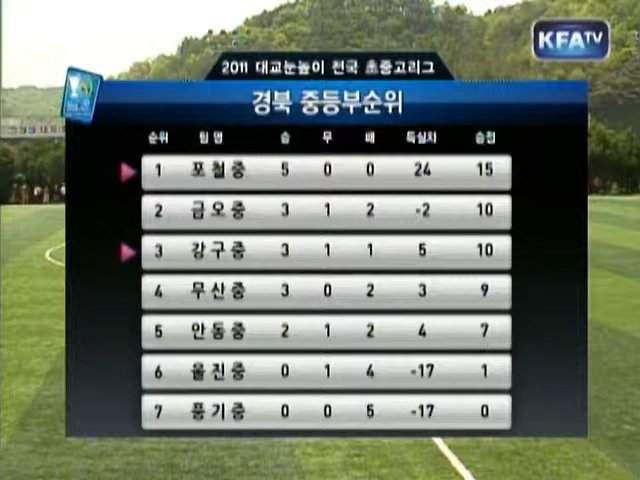 KFATV
2011 대교눈높이 전국 초중고리그
경북 중등부순위
순위 팀명 승 무 패 득실차 승점
1 포철중 5 0 0 24 15
2 금오중 3 1 2 -2 10
3 강구중 3 1 1 5 10
4 무산중 3 0 2 3 9
5 안동중 2 1 2 4 7
6 울진중 0 1 4 -17 1
7 풍기중 0 0 5 -17 0